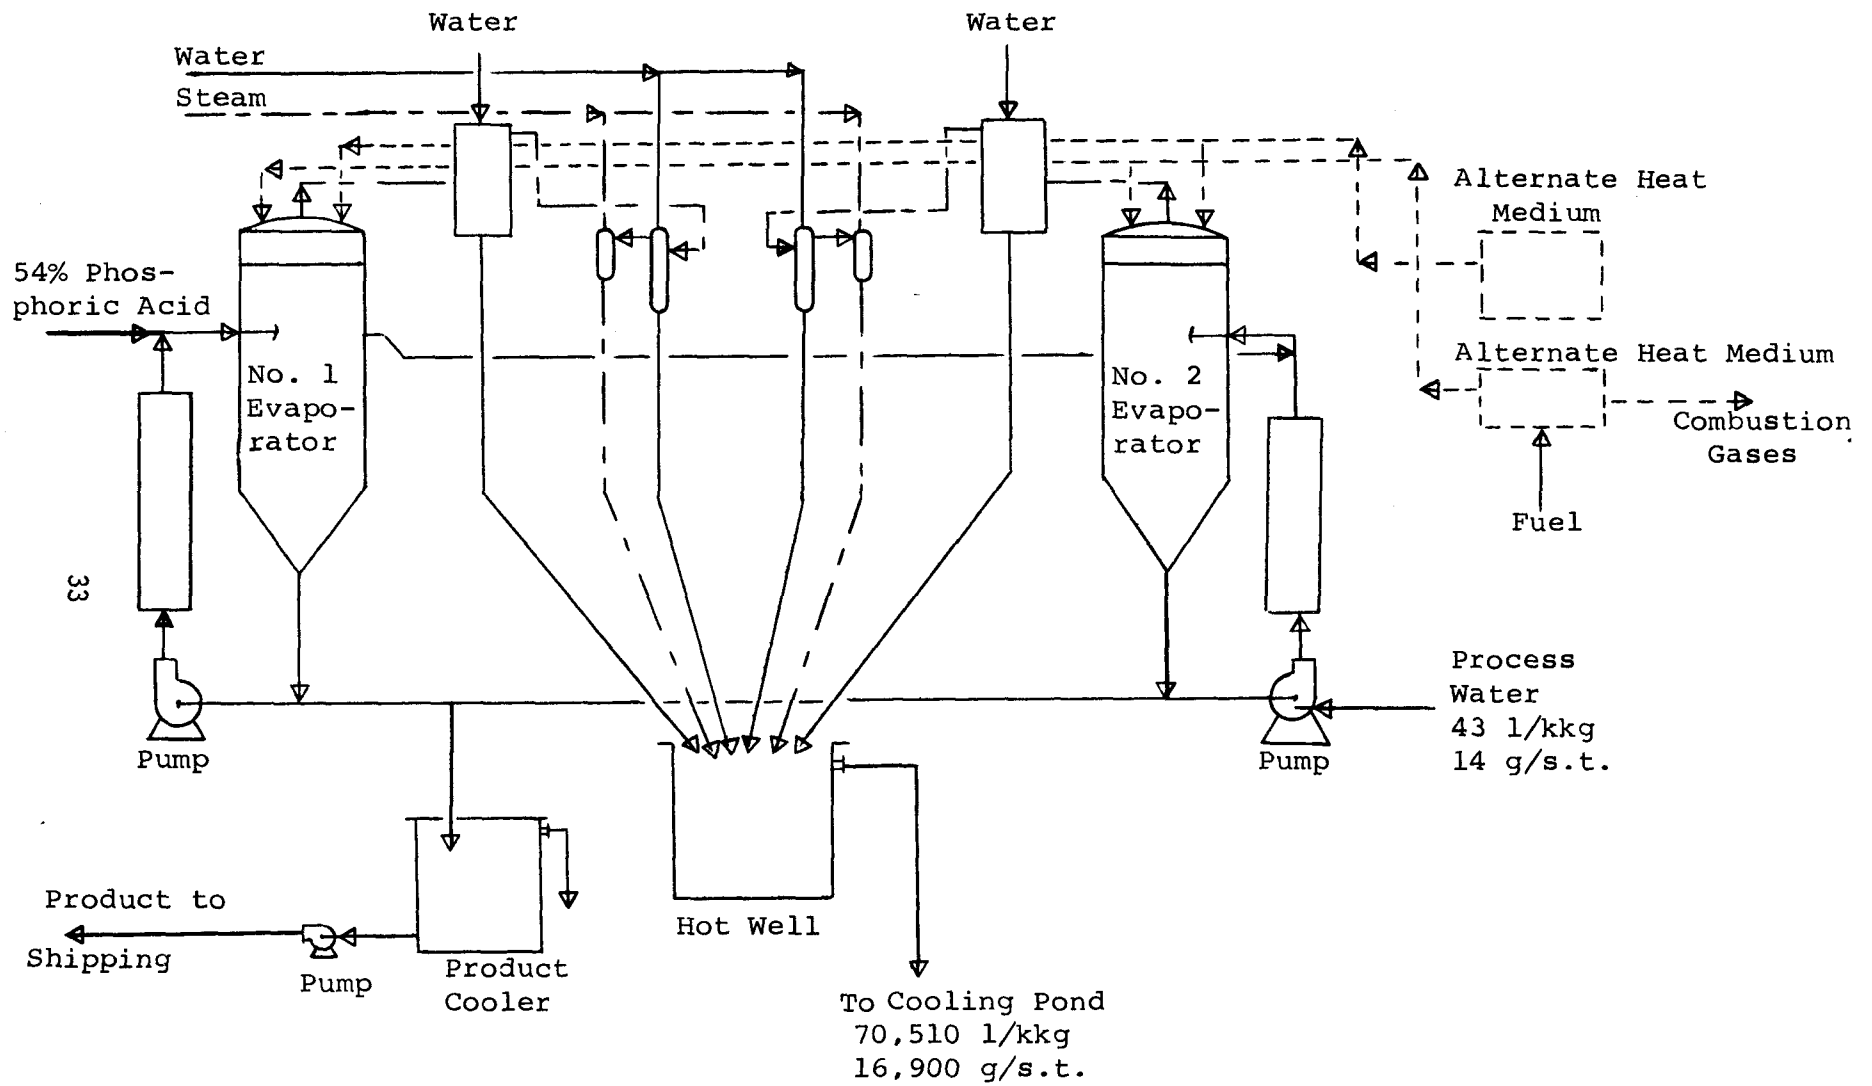 Water
Water
Water
Steam
Alternate Heat
Medium
54% Phos-
phoric Acid
Alternate Heat Medium
No. 1
Evapo-
rator
No. 2
Evapo-
rator
Combustion
Gases
Fuel
33
Process
Water
43 l/kkg
14 g/s.t.
Pump
Pump
Product to
Shipping
Hot Well
Pump
Product
Cooler
To Cooling Pond
70,510 l/kkg
16,900 g/s.t.